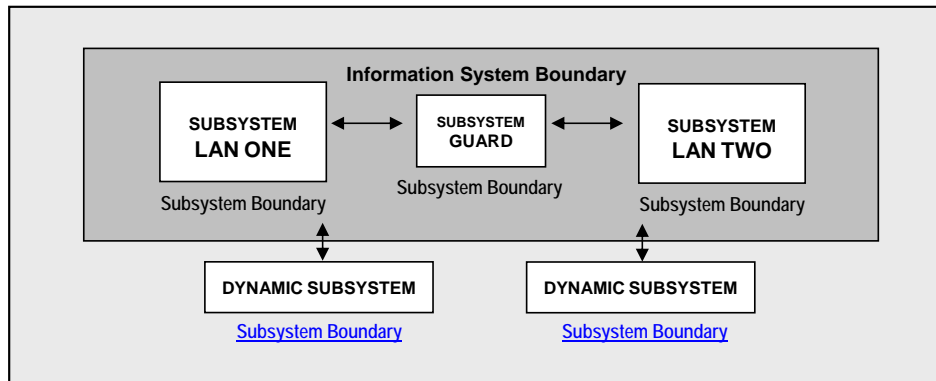 Information System Boundary
SUBSYSTEM
LAN ONE
SUBSYSTEM
GUARD
SUBSYSTEM
LAN TWO
Subsystem Boundary
Subsystem Boundary
Subsystem Boundary
DYNAMIC SUBSYSTEM
DYNAMIC SUBSYSTEM
Subsystem Boundary
Subsystem Boundary